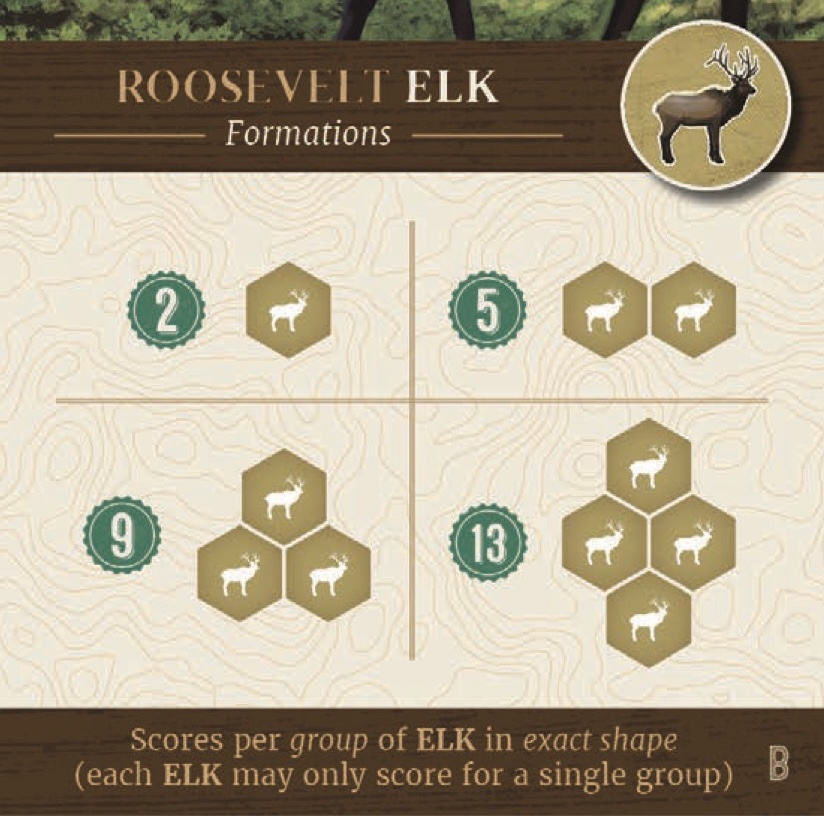 ROOSEVELT ELK
Formations
2
5
9
13
Scores per group of ELK in exact shape
(each ELK may only score for a single group)
B